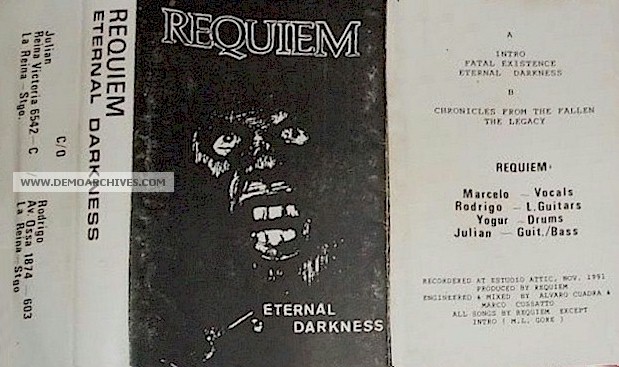 Julian
Reina Victoria 6542-C
La Reina-Stgo.
C/O
Rodrigo
Av. Ossa 1874-603
La Reina-Stgo
REQUIEM
ETERNAL DARKNESS
WWW.DEMOARCHIVES.COM
REQUIEM
ETERNAL
DARKNESS
A
INTRO
FATAL EXISTENCE
ETERNAL DARKNESS
B
CHRONICLES FROM THE FALLEN
THE LEGACY
REQUIEM:
Marcelo - Vocals
Rodrigo - L.Guitars
Yogur - Drums
Julian - Guit./Bass
RECORDERED AT ESTUDIO ATTIC, NOV. 1991
PRODUCED BY REQUIEM
ENGINEERED & MIXED BY ALVARO CUADRA &
MARCO CUSSATTO
ALL SONGS BY REQUIEM EXCEPT
INTRO ( M.L. GORE )